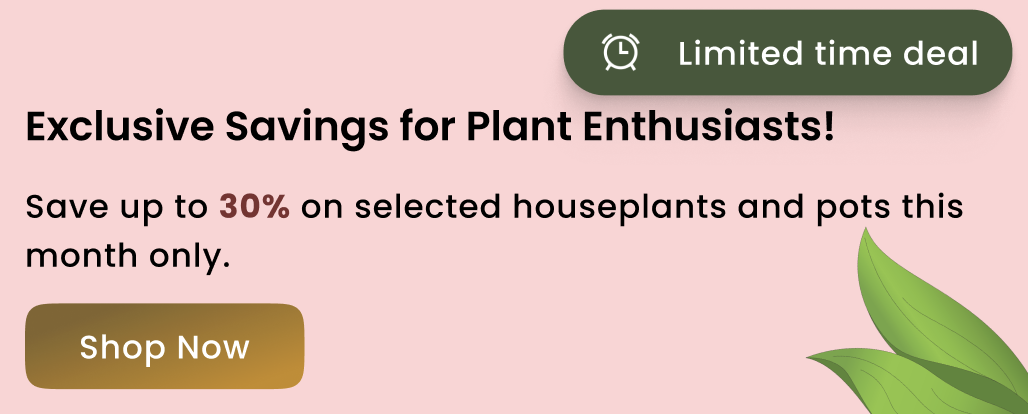 Limited time deal
Exclusive Savings for Plant Enthusiasts!
Save up to 30% on selected houseplants and pots this
month only.
Shop Now